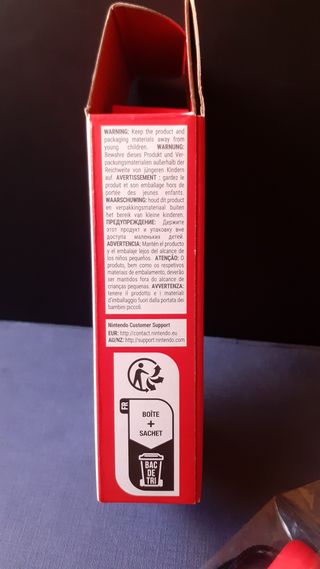 WARNING: Keep the product and
packaging materials away from
young children. WARNUNG:
Bewahre dieses Produkt und Ver-
packungsmaterialien außerhalb der
Reichweite von jüngeren Kindern
auf. AVERTISSEMENT : gardez le
produit et son emballage hors de
portée des jeunes enfants.
WAARSCHUWING: houd dit product
en verpakkingsmateriaal buiten
het bereik van kleine kinderen.
ПРЕДУПРЕЖДЕНИЕ: Держите
этот продукт и упаковку вне
доступа маленьких детей.
ADVERTENCIA: Mantén el producto
y el embalaje lejos del alcance de
los niños pequeños. ATENÇÃO: O
produto, bem como os respetivos
materiais de embalamento, deverão
ser mantidos fora do alcance de
crianças pequenas. AVVERTENZA:
tenere il prodotto e i materiali
d'imballaggio fuori dalla portata dei
bambini piccoli.
Nintendo Customer Support
EUR: http://contact.nintendo.eu
AU/NZ: http://support.nintendo.com
FR
BOÎTE
+
SACHET
BAC
DE
TRI